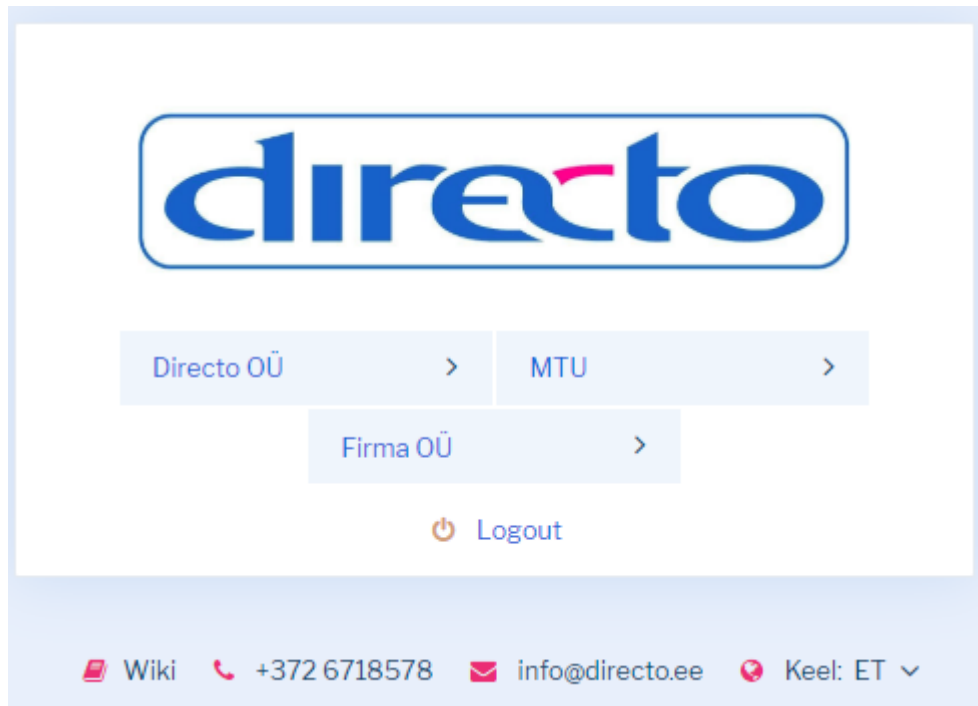 directo
Directo OÜ MTU
Firma OÜ
Logout
Wiki +372 6718578 info@directo.ee Keel: ET